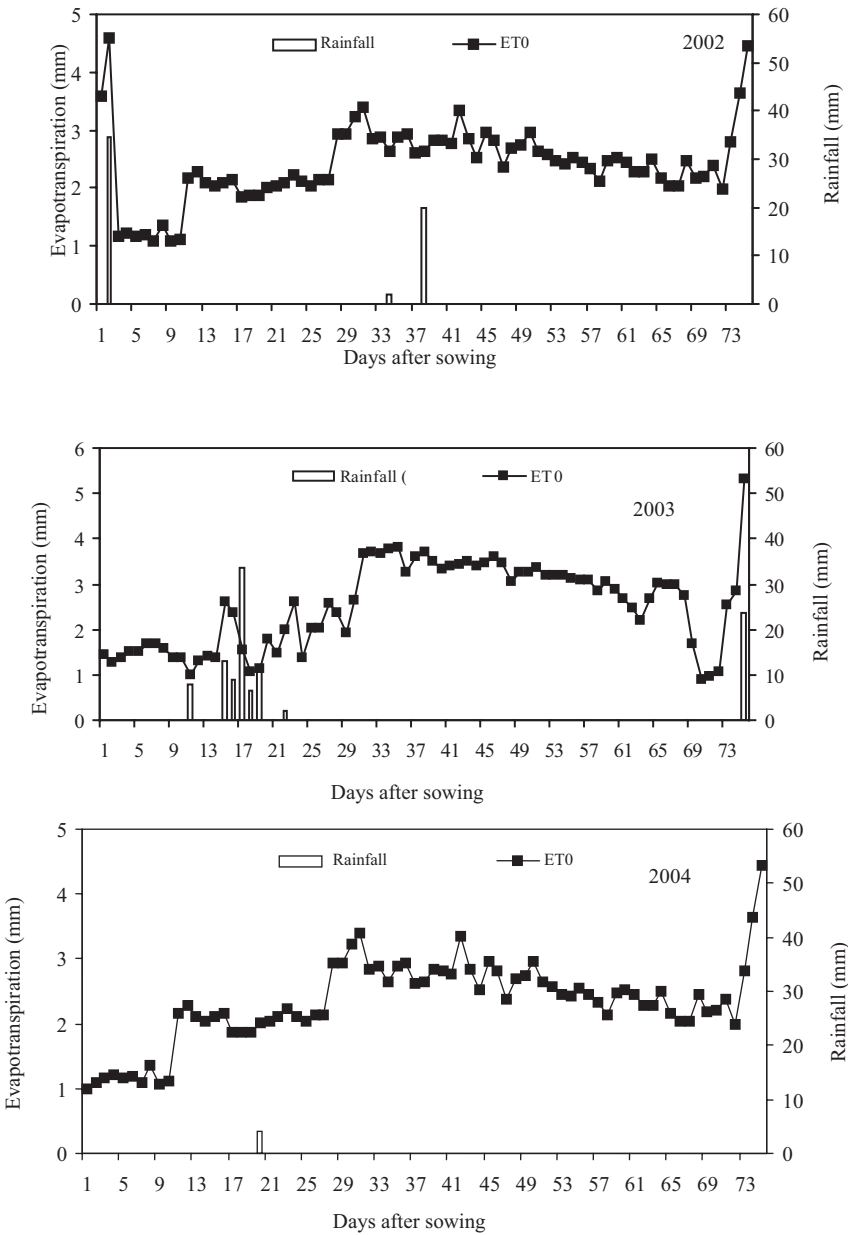 Rainfall ET0 2002
Evapotranspiration (mm)
5
4
3
2
1
0
Rainfall (mm)
60
50
40
30
20
10
0
1 5 9 13 17 21 25 29 33 37 41 45 49 53 57 61 65 69 73
Days after sowing
Rainfall ( ET0
2003
Evapotranspiration (mm)
6
5
4
3
2
1
0
Rainfall (mm)
60
50
40
30
20
10
0
1 5 9 13 17 21 25 29 33 37 41 45 49 53 57 61 65 69 73
Days after sowing
Rainfall ET0
2004
Evapotranspiration (mm)
5
4
3
2
1
0
Rainfall (mm)
60
50
40
30
20
10
0
1 5 9 13 17 21 25 29 33 37 41 45 49 53 57 61 65 69 73
Days after sowing